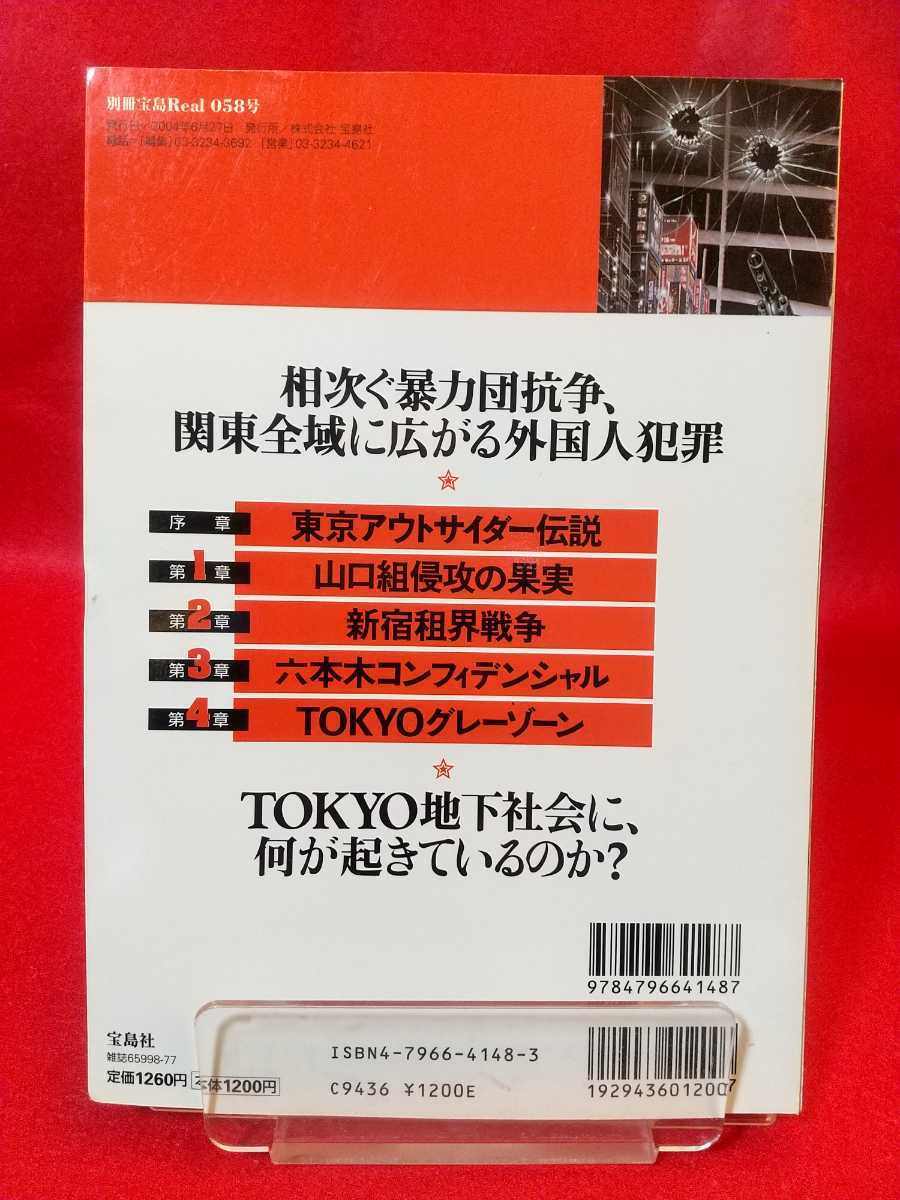 別冊宝島Real 058号
発行日／2004年6月27日 発行所／株式会社 宝島社
電話＝[編集]03-3234-3692 [営業]03-3234-4621
相次ぐ暴力団抗争、
関東全域に広がる外国人犯罪
序 章 東京アウトサイダー伝説
第1章 山口組侵攻の果実
第2章 新宿租界戦争
第3章 六本木コンフィデンシャル
第4章 TOKYOグレーゾーン
TOKYO地下社会に、
何が起きているのか?
9784796641487
宝島社
雑誌65998-77
定価1260円 本体1200円
ISBN4-7966-4148-3
C9436 ¥1200E
1929436012007